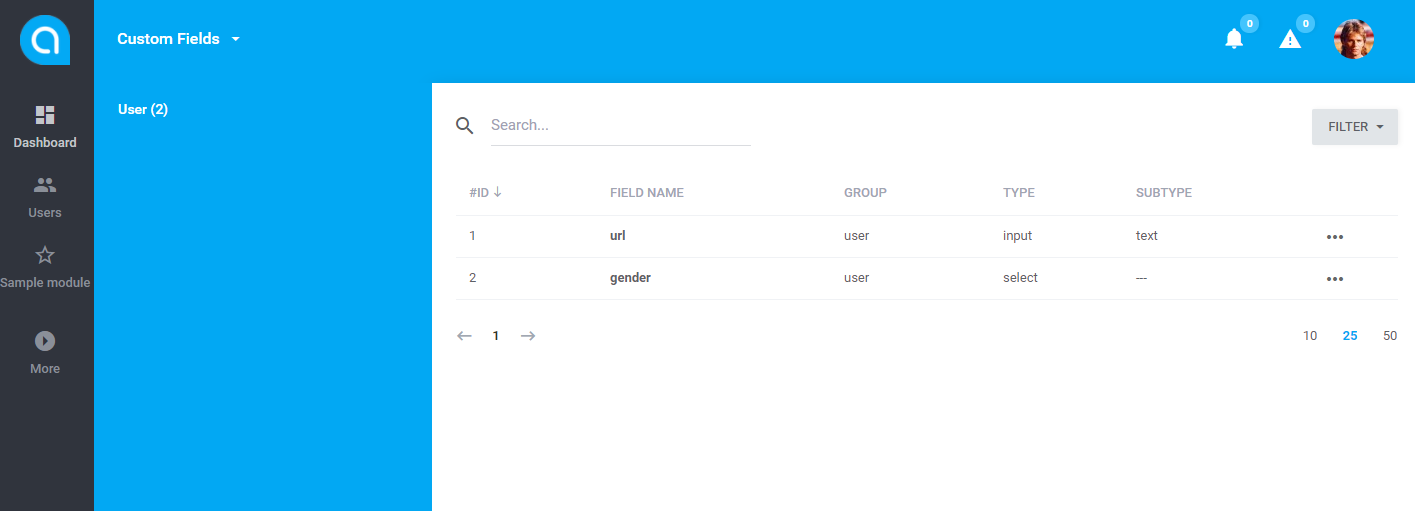 Custom Fields
0
0
Dashboard
Users
Sample module
More
User (2)
Search...
FILTER
#ID FIELD NAME GROUP TYPE SUBTYPE
1 url user input text
2 gender user select ---
1
10 25 50